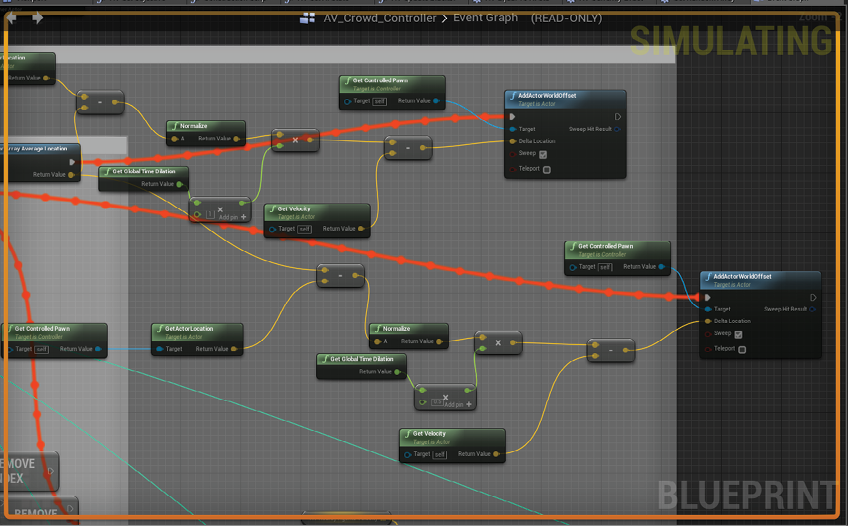 AV_Crowd_Controller > Event Graph (READ-ONLY)
Zoom
SIMULATING
Location
Return Value
Get Controlled Pawn
Target is Controller
Target self Return Value
AddActorWorldOffset
Target is Actor
Target Sweep Hit Result
Delta Location
Sweep
Teleport
Normalize
A Return Value
×
-
-
Array Average Location
Return Value
Get Global Time Dilation
Return Value
×
Add pin +
Get Velocity
Target is Actor
Target self Return Value
Get Controlled Pawn
Target is Controller
Target self Return Value
AddActorWorldOffset
Target is Actor
Target Sweep Hit Result
Delta Location
Sweep
Teleport
-
Get Controlled Pawn
Target is Controller
Target self Return Value
GetActorLocation
Target is Actor
Target Return Value
Normalize
A Return Value
×
-
Get Global Time Dilation
Return Value
×
Add pin +
Get Velocity
Target is Actor
Target self Return Value
REMOVE
INDEX
REMOVE
BLUEPRINT